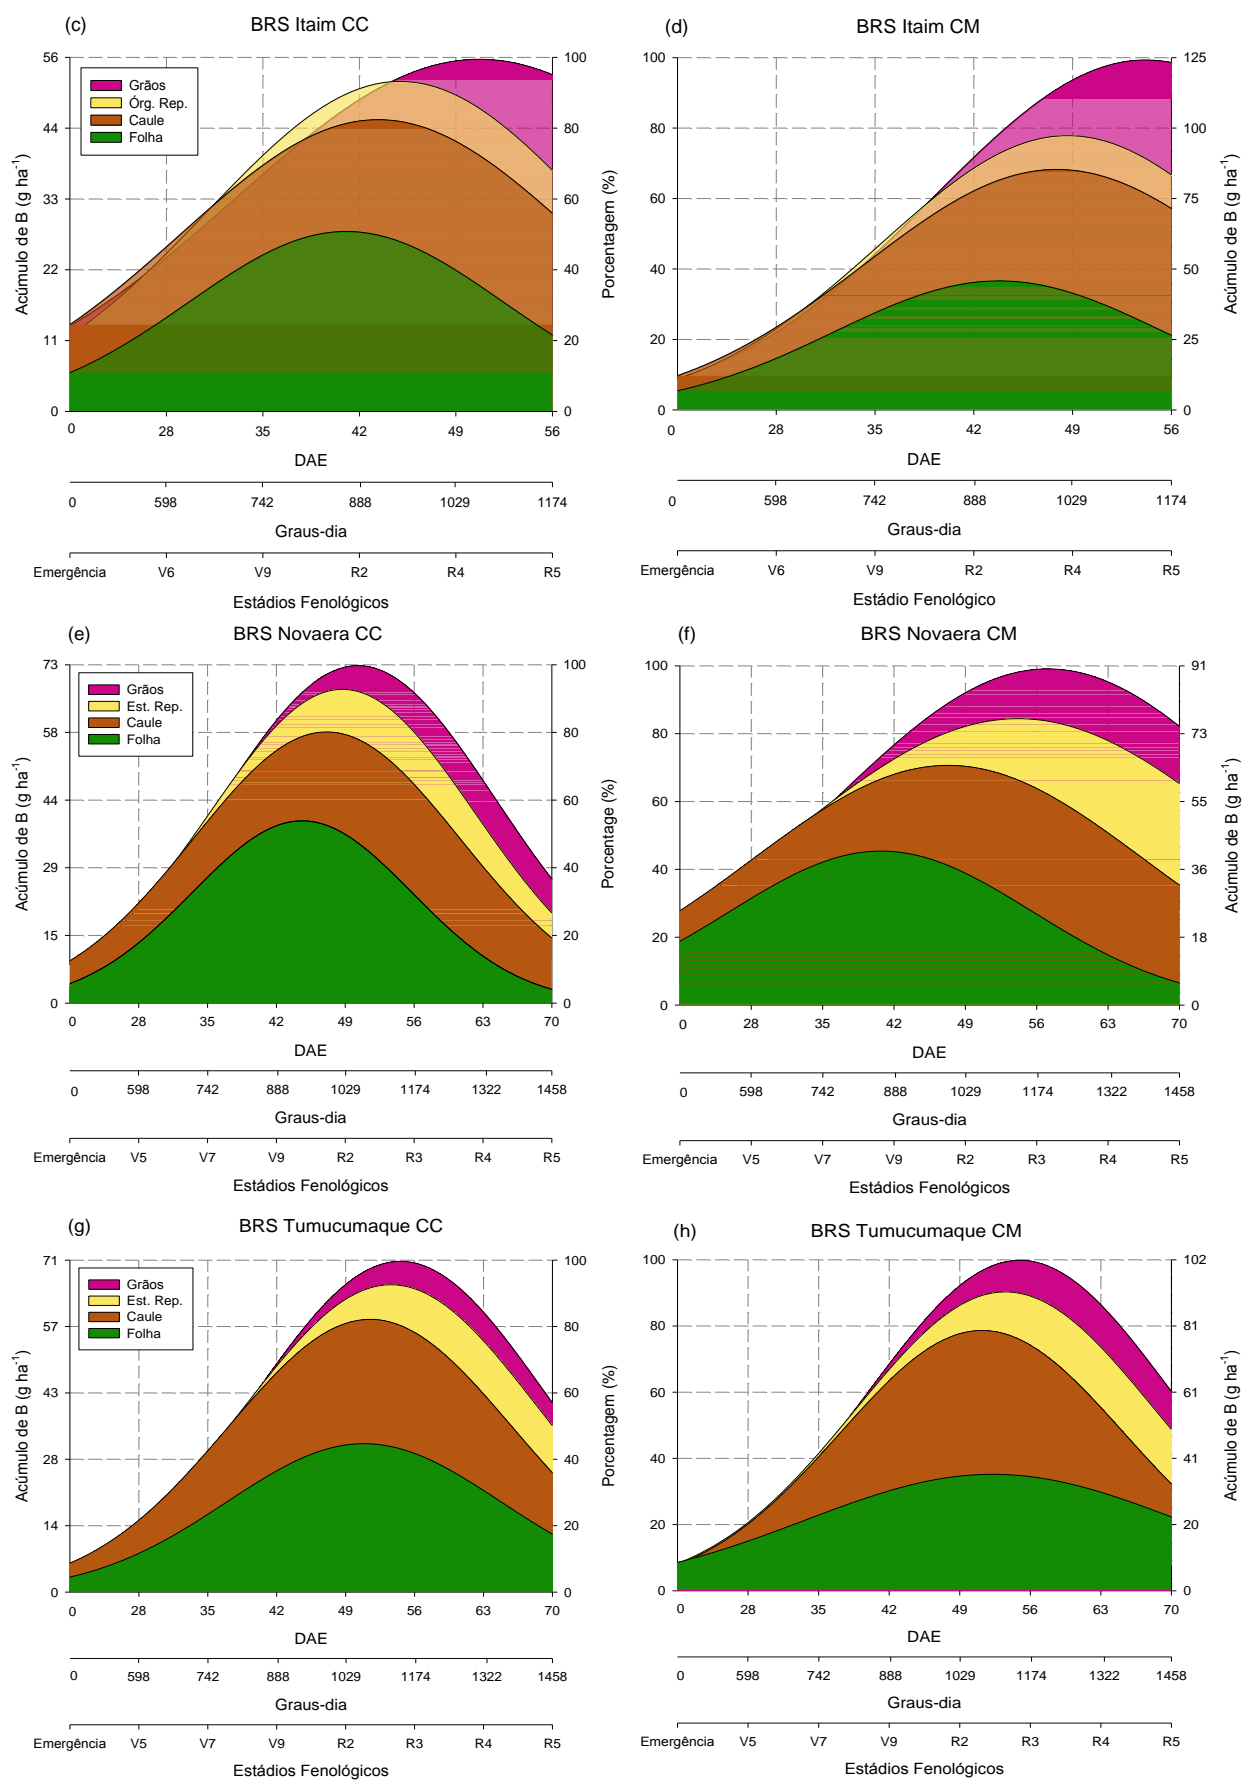 (c)
BRS Itaim CC
56
44
33
22
11
0
Acúmulo de B (g ha-1)
Grãos
Órg. Rep.
Caule
Folha
100
80
60
40
20
0
Porcentagem (%)
0 28 35 42 49 56
DAE
0 598 742 888 1029 1174
Graus-dia
Emergência V6 V9 R2 R4 R5
Estádios Fenológicos
(d)
BRS Itaim CM
100
80
60
40
20
0
125
100
75
50
25
0
Acúmulo de B (g ha-1)
0 28 35 42 49 56
DAE
0 598 742 888 1029 1174
Graus-dia
Emergência V6 V9 R2 R4 R5
Estádio Fenológico
(e)
BRS Novaera CC
73
58
44
29
15
0
Acúmulo de B (g ha-1)
Grãos
Est. Rep.
Caule
Folha
100
80
60
40
20
0
Porcentage (%)
0 28 35 42 49 56 63 70
DAE
0 598 742 888 1029 1174 1322 1458
Graus-dia
Emergência V5 V7 V9 R2 R3 R4 R5
Estádios Fenológicos
(f)
BRS Novaera CM
100
80
60
40
20
0
91
73
55
36
18
0
Acúmulo de B (g ha-1)
0 28 35 42 49 56 63 70
DAE
0 598 742 888 1029 1174 1322 1458
Graus-dia
Emergência V5 V7 V9 R2 R3 R4 R5
Estádios Fenológicos
(g)
BRS Tumucumaque CC
71
57
43
28
14
0
Acúmulo de B (g ha-1)
Grãos
Est. Rep.
Caule
Folha
100
80
60
40
20
0
Porcentagem (%)
0 28 35 42 49 56 63 70
DAE
0 598 742 888 1029 1174 1322 1458
Graus-dia
Emergência V5 V7 V9 R2 R3 R4 R5
Estádios Fenológicos
(h)
BRS Tumucumaque CM
100
80
60
40
20
0
102
81
61
41
20
0
Acúmulo de B (g ha-1)
0 28 35 42 49 56 63 70
DAE
0 598 742 888 1029 1174 1322 1458
Graus-dia
Emergência V5 V7 V9 R2 R3 R4 R5
Estádios Fenológicos